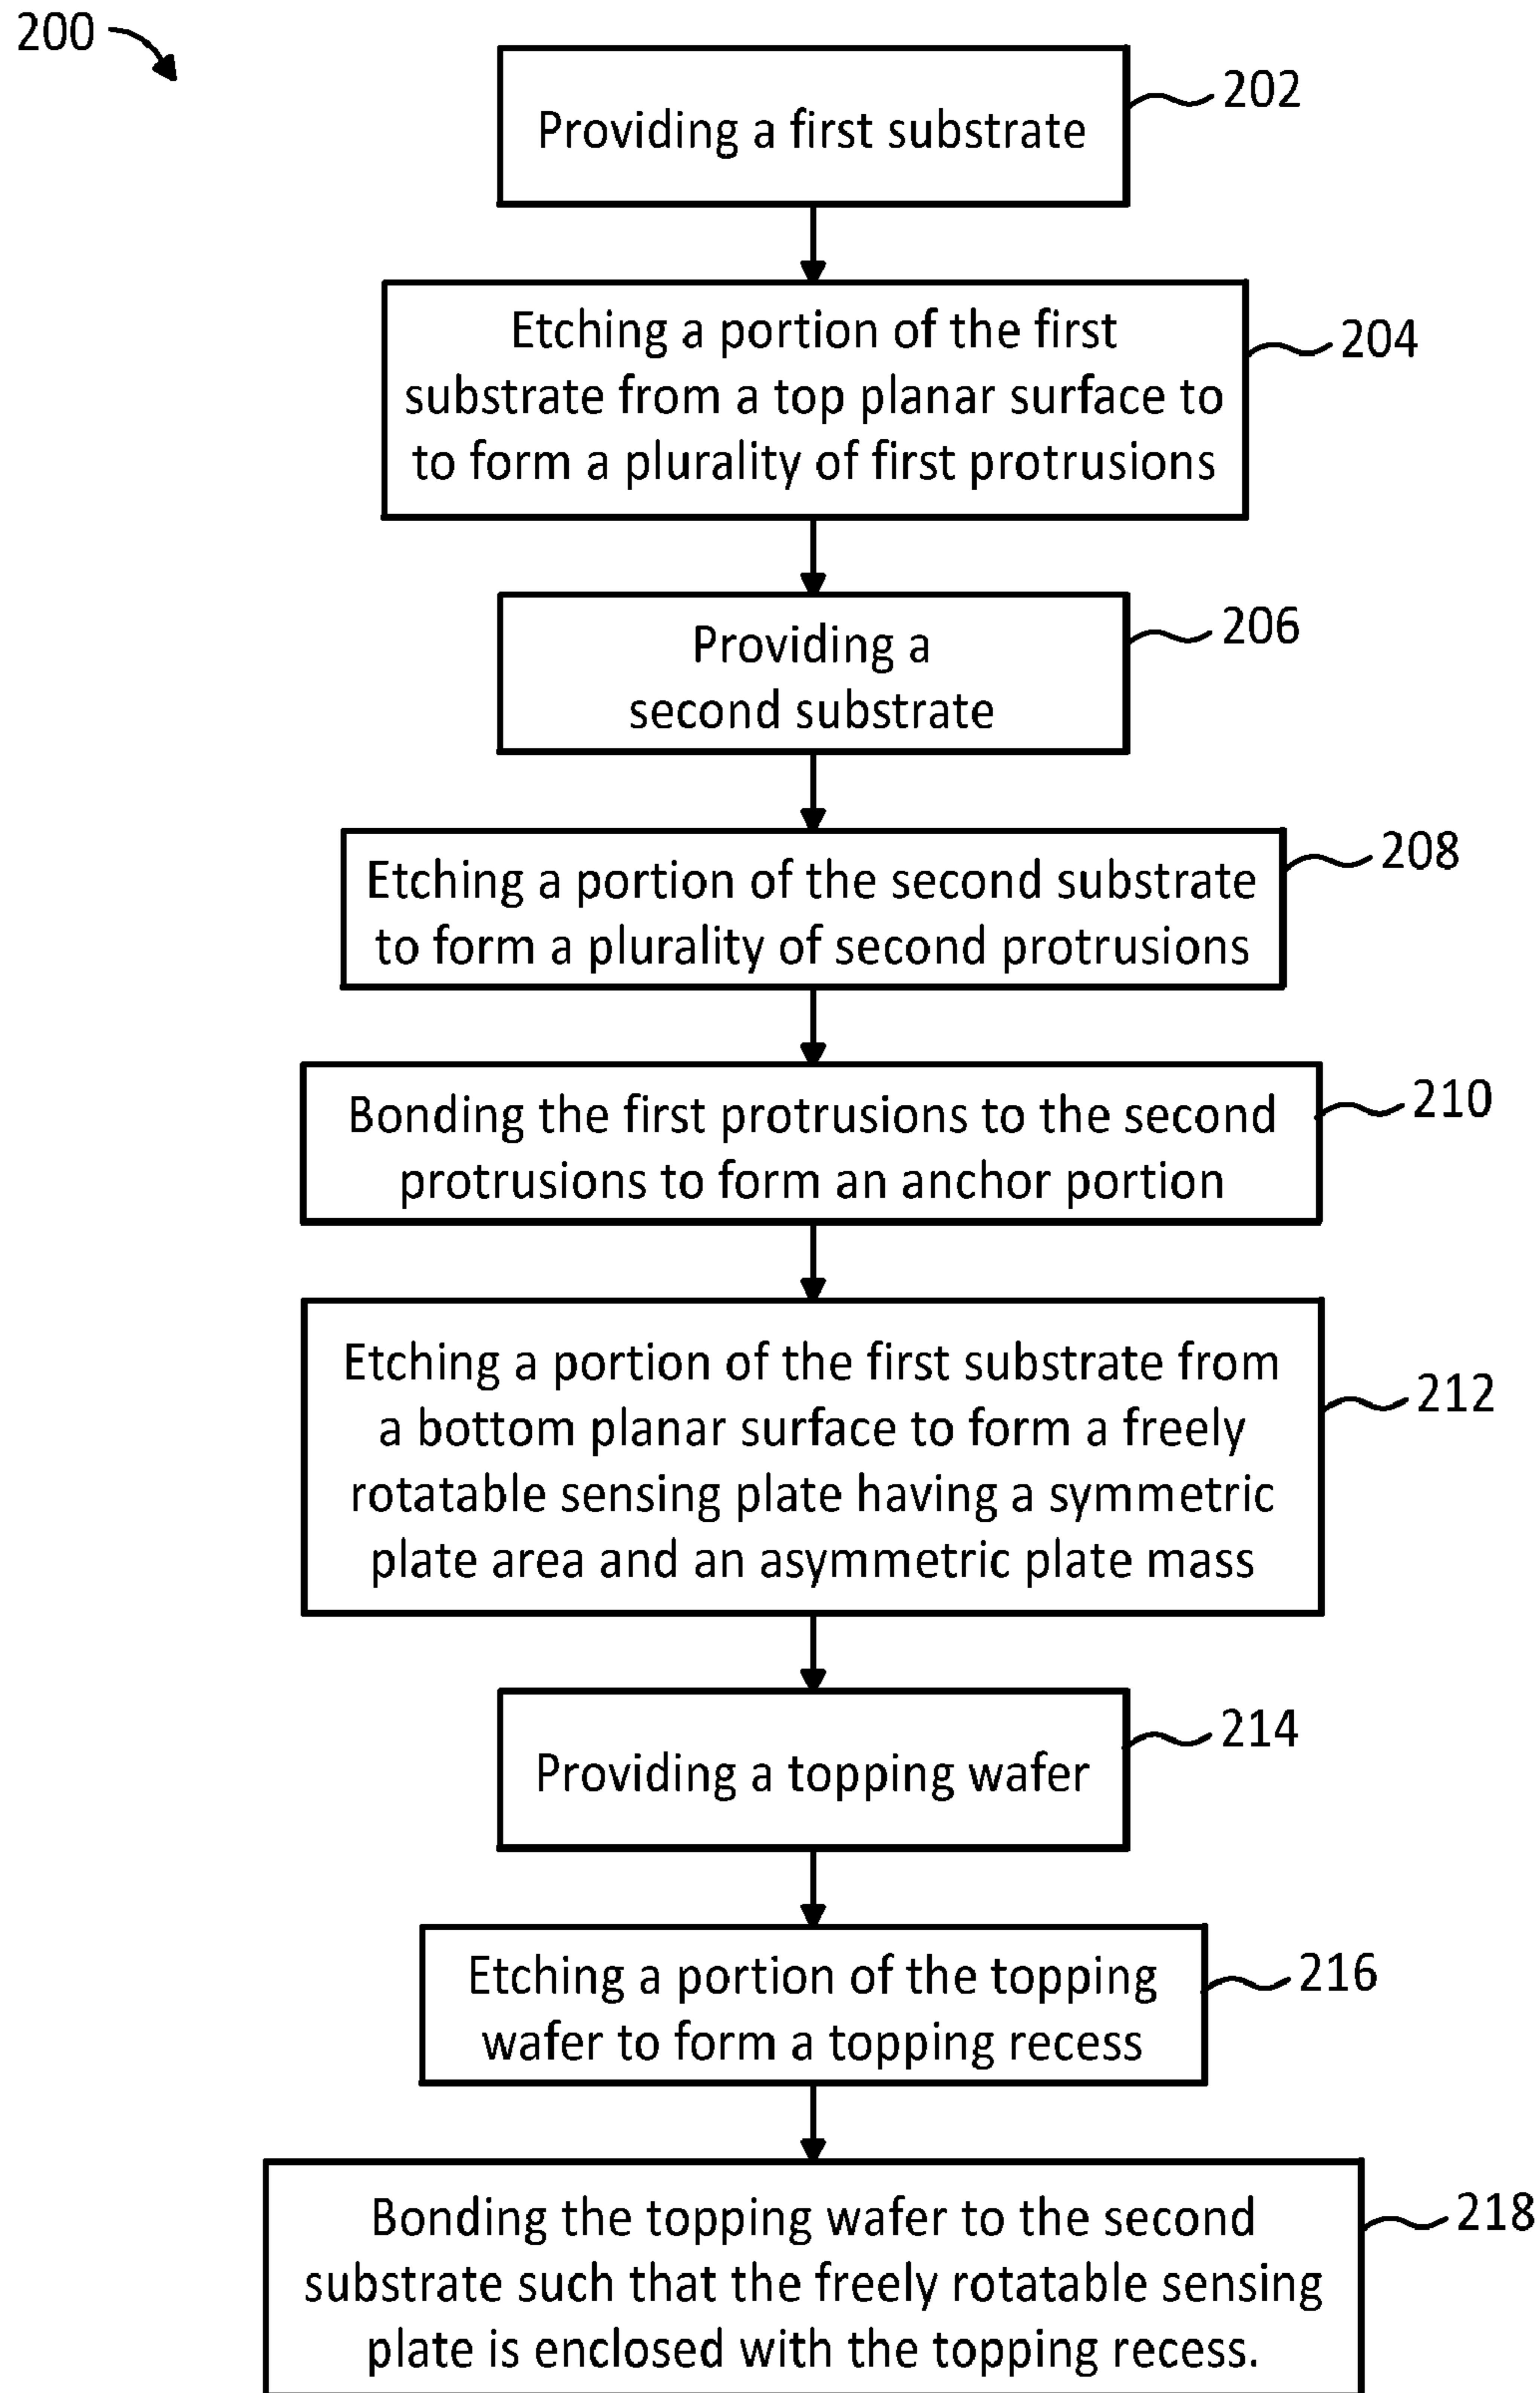 200
Providing a first substrate
202
Etching a portion of the first
substrate from a top planar surface to
to form a plurality of first protrusions
204
Providing a
second substrate
206
Etching a portion of the second substrate
to form a plurality of second protrusions
208
Bonding the first protrusions to the second
protrusions to form an anchor portion
210
Etching a portion of the first substrate from
a bottom planar surface to form a freely
rotatable sensing plate having a symmetric
plate area and an asymmetric plate mass
212
Providing a topping wafer
214
Etching a portion of the topping
wafer to form a topping recess
216
Bonding the topping wafer to the second
substrate such that the freely rotatable sensing
plate is enclosed with the topping recess.
218